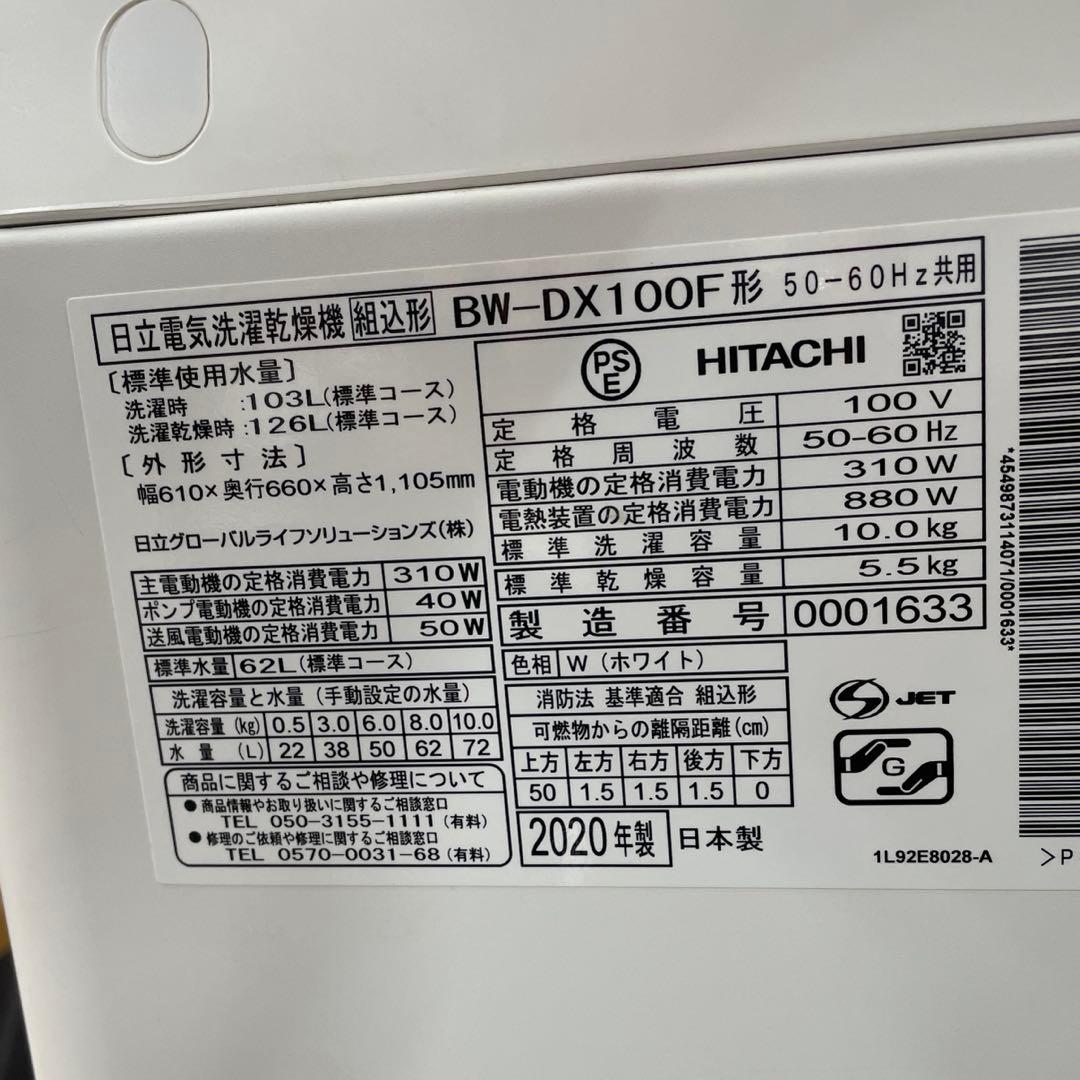 日立電気洗濯乾燥機 組込形 BW-DX100F形 50-60Hz共用
〔標準使用水量〕
洗濯時 :103L(標準コース)
洗濯乾燥時:126L(標準コース)
〔外形寸法〕
幅610×奥行660×高さ1,105mm
日立グローバルライフソリューションズ(株)
主電動機の定格消費電力 310W
ポンプ電動機の定格消費電力 40W
送風電動機の定格消費電力 50W
標準水量 62L(標準コース)
洗濯容量と水量(手動設定の水量)
洗濯容量(kg) 0.5 3.0 6.0 8.0 10.0
水量(L) 22 38 50 62 72
商品に関するご相談や修理について
●商品情報やお取り扱いに関するご相談窓口
TEL 050-3155-1111(有料)
●修理のご依頼や修理に関するご相談窓口
TEL 0570-0031-68(有料)
PSE HITACHI
定格電圧 100V
定格周波数 50-60Hz
電動機の定格消費電力 310W
電熱装置の定格消費電力 880W
標準洗濯容量 10.0kg
標準乾燥容量 5.5kg
製造番号 0001633
色相 W(ホワイト)
消防法 基準適合 組込形
可燃物からの離隔距離(cm)
上方 左方 右方 後方 下方
50 1.5 1.5 1.5 0
2020年製 日本製
S JET
G
1L92E8028-A
>P
*4549873114071/0001633*